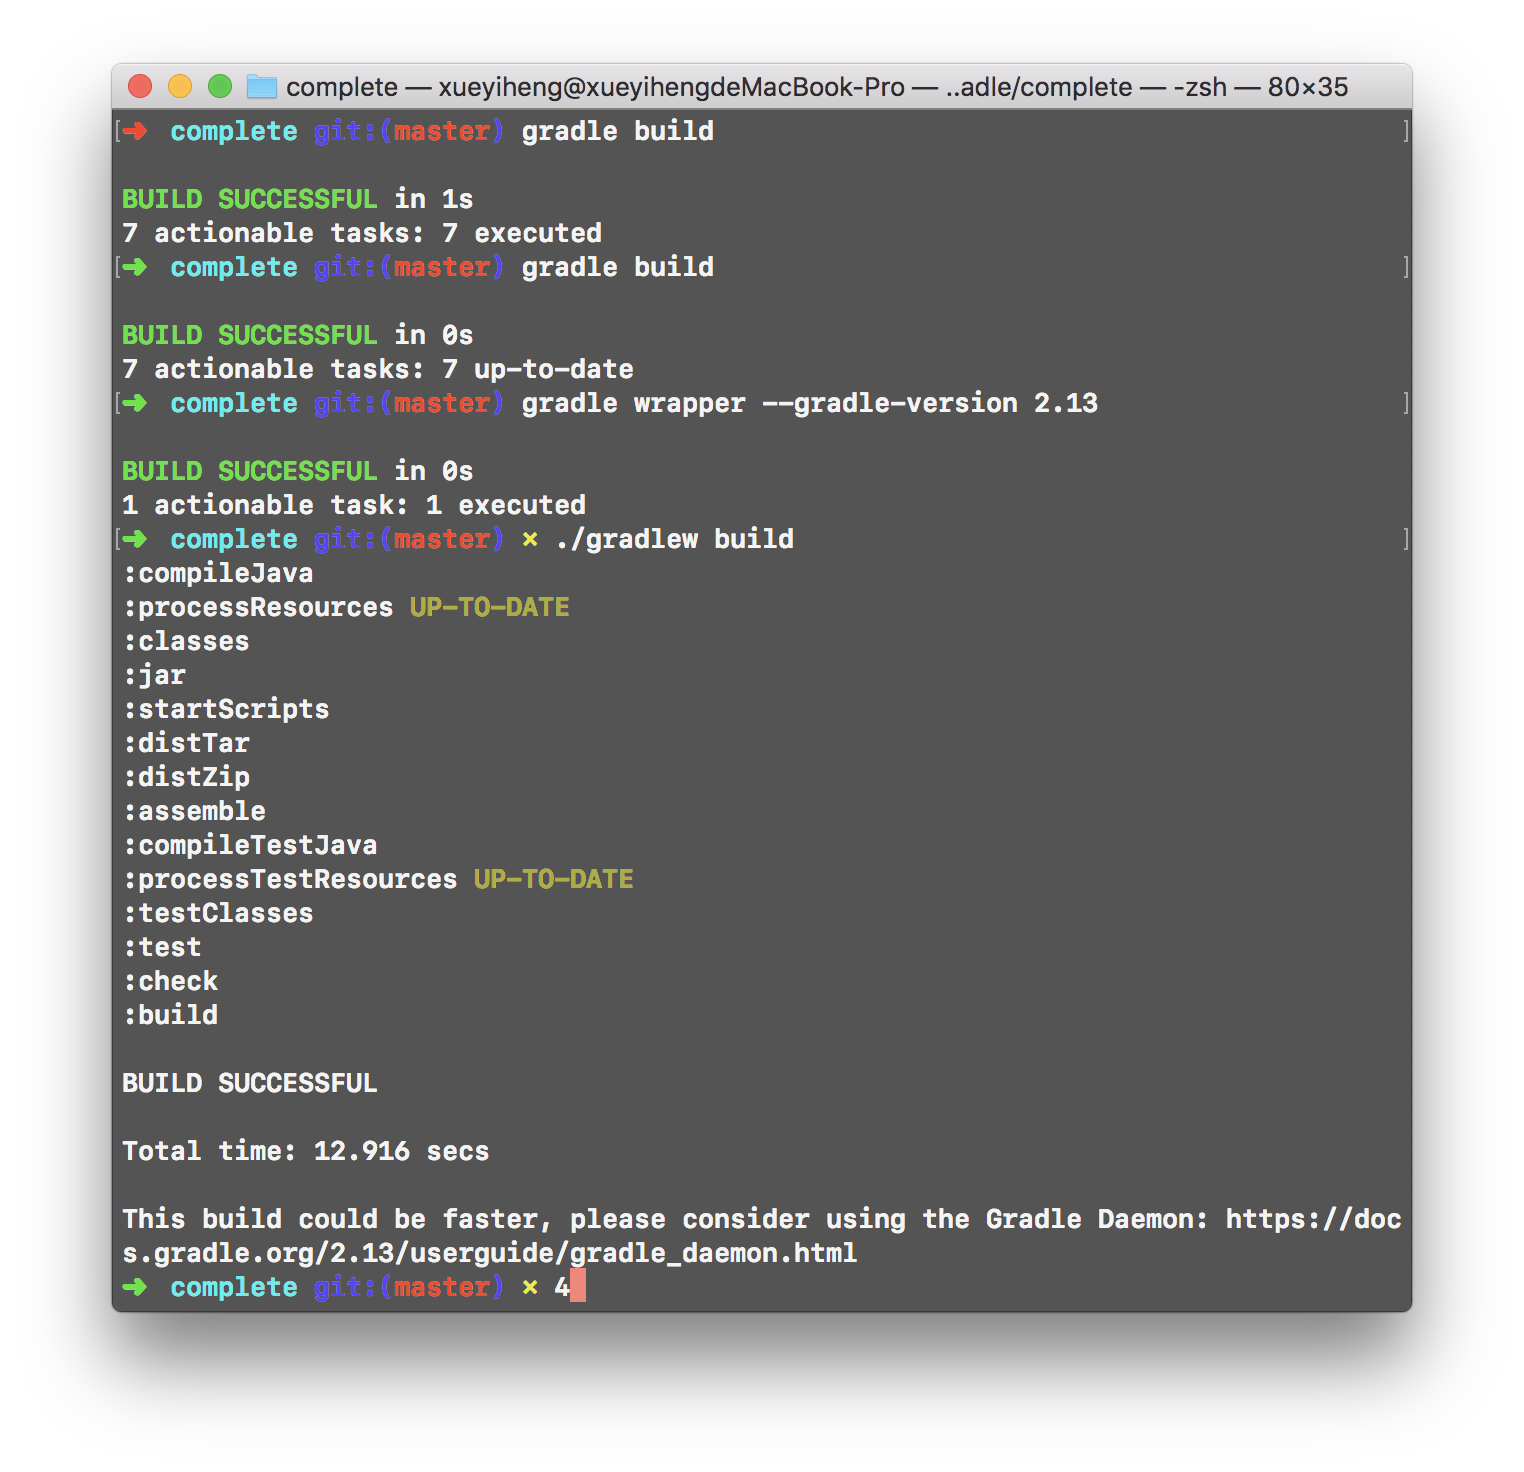 complete — xueyiheng@xueyihengdeMacBook-Pro — ..adle/complete — -zsh — 80×35
[➜ complete git:(master) gradle build ]
BUILD SUCCESSFUL in 1s
7 actionable tasks: 7 executed
[➜ complete git:(master) gradle build ]
BUILD SUCCESSFUL in 0s
7 actionable tasks: 7 up-to-date
[➜ complete git:(master) gradle wrapper --gradle-version 2.13 ]
BUILD SUCCESSFUL in 0s
1 actionable task: 1 executed
[➜ complete git:(master) × ./gradlew build ]
:compileJava
:processResources UP-TO-DATE
:classes
:jar
:startScripts
:distTar
:distZip
:assemble
:compileTestJava
:processTestResources UP-TO-DATE
:testClasses
:test
:check
:build
BUILD SUCCESSFUL
Total time: 12.916 secs
This build could be faster, please consider using the Gradle Daemon: https://doc
s.gradle.org/2.13/userguide/gradle_daemon.html
➜ complete git:(master) × 4